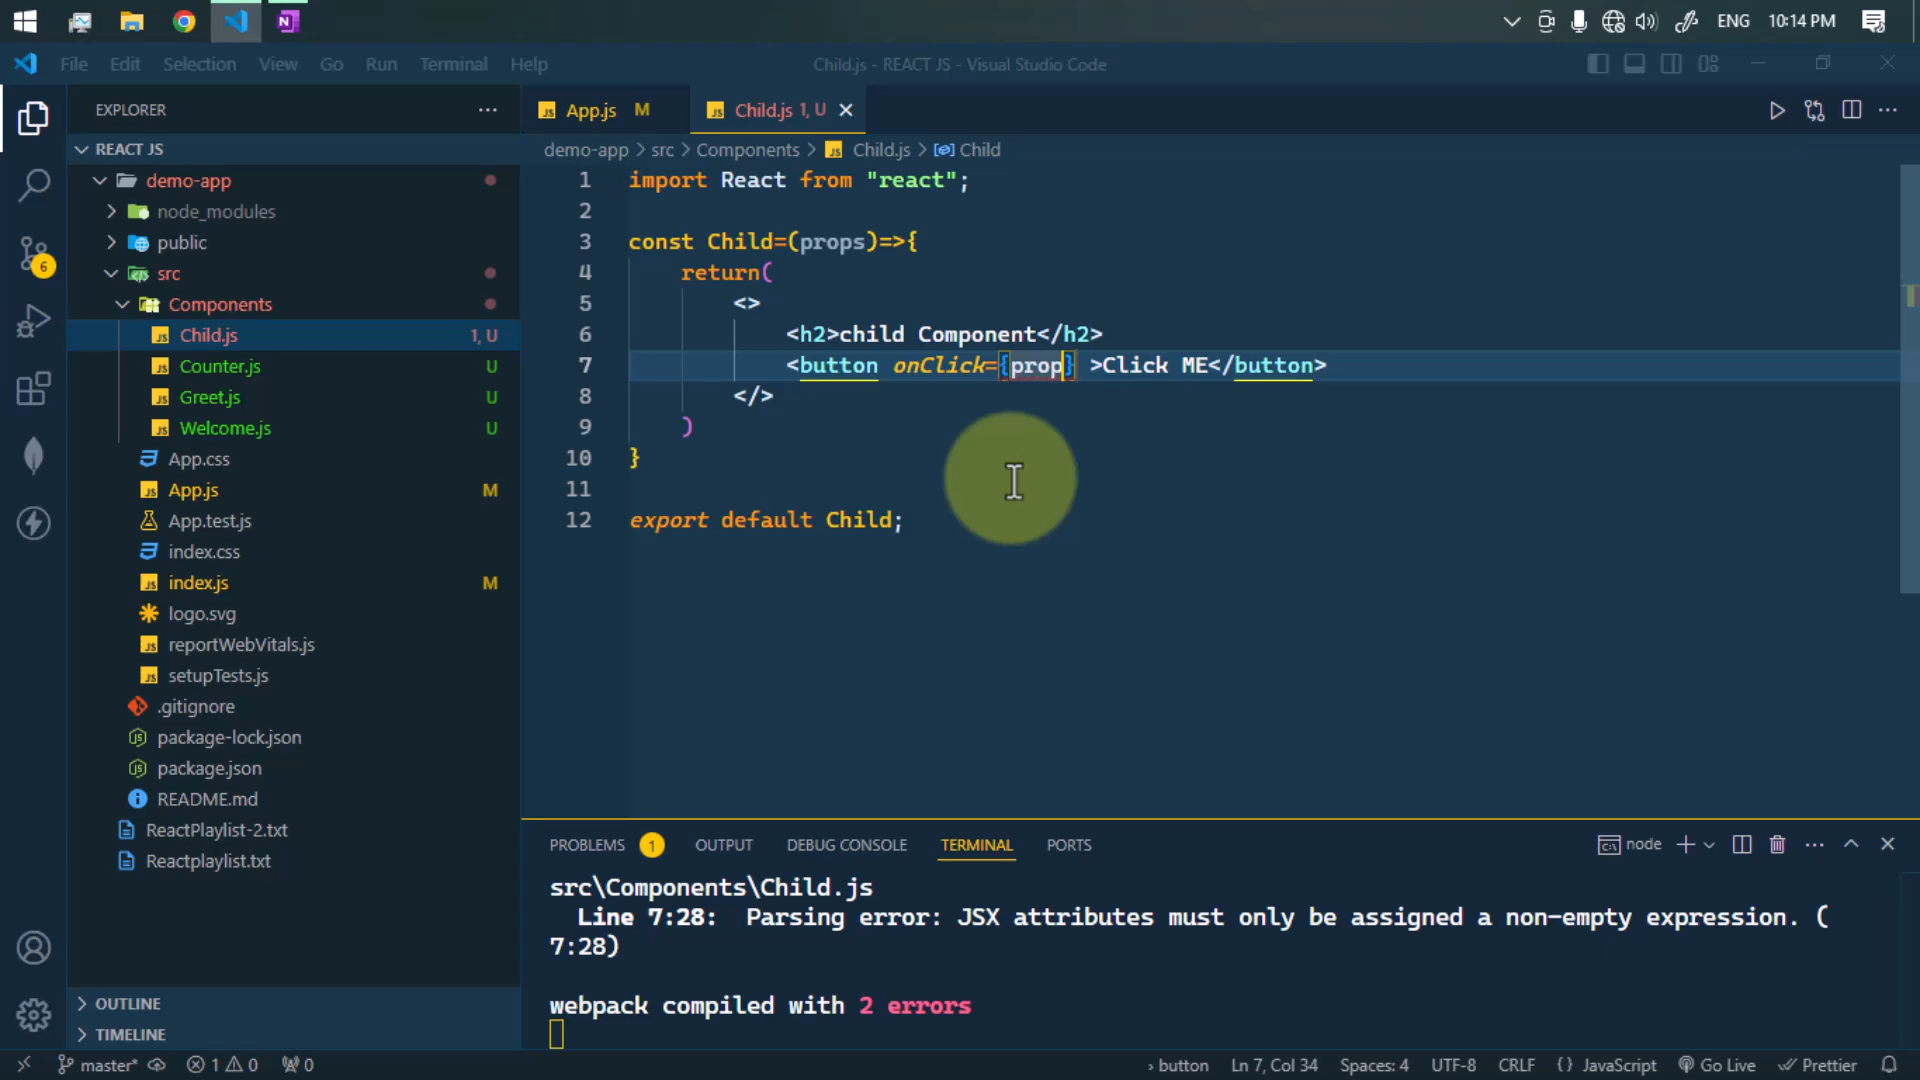 ENG 10:14 PM
File Edit Selection View Go Run Terminal Help
Child.js - REACT JS - Visual Studio Code
EXPLORER
REACT JS
demo-app
node_modules
public
src
Components
Child.js 1, U
Counter.js U
Greet.js U
Welcome.js U
App.css
App.js M
App.test.js
index.css
index.js M
logo.svg
reportWebVitals.js
setupTests.js
.gitignore
package-lock.json
package.json
README.md
ReactPlaylist-2.txt
Reactplaylist.txt
OUTLINE
TIMELINE
6
App.js M Child.js 1, U
demo-app > src > Components > Child.js > Child
1 import React from "react";
2
3 const Child=(props)=>{
4 return(
5 <>
6 <h2>child Component</h2>
7 <button onClick={prop} >Click ME</button>
8 </>
9 )
10 }
11
12 export default Child;
PROBLEMS 1 OUTPUT DEBUG CONSOLE TERMINAL PORTS node
src\Components\Child.js
Line 7:28: Parsing error: JSX attributes must only be assigned a non-empty expression. (
7:28)
webpack compiled with 2 errors
master* 1 0 0 button Ln 7, Col 34 Spaces: 4 UTF-8 CRLF {} JavaScript Go Live Prettier